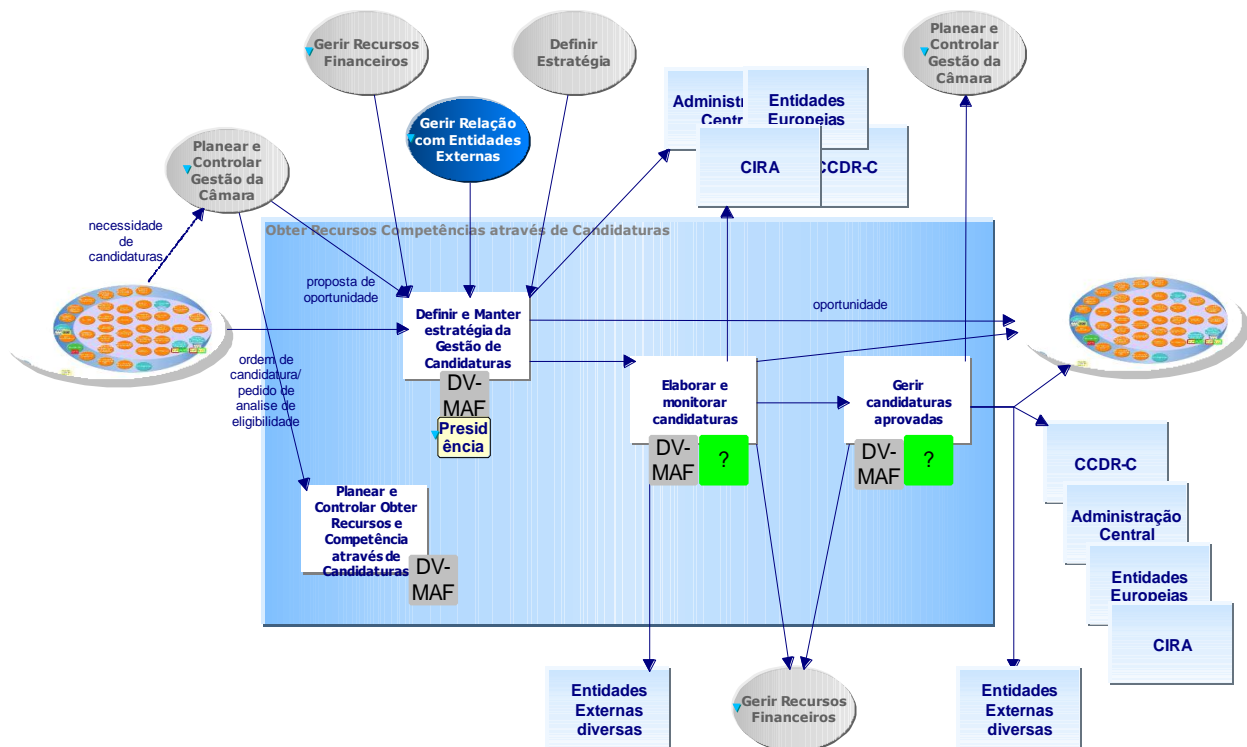 Gerir Recursos
Financeiros
Definir
Estratégia
Planear e
Controlar
Gestão da
Câmara
Gerir Relação
com Entidades
Externas
Entidades
Europeias
CIRA
CCDR-C
Planear e
Controlar
Gestão da
Câmara
necessidade
de
candidaturas
Obter Recursos Competências através de Candidaturas
proposta de
oportunidade
oportunidade
Definir e Manter
estratégia da
Gestão de
Candidaturas
DV-
MAF
Presid
ência
ordem de
candidatura/
pedido de
analise de
eligibilidade
Elaborar e
monitorar
candidaturas
DV-
MAF
?
Gerir
candidaturas
aprovadas
DV-
MAF
?
Planear e
Controlar Obter
Recursos e
Competência
através de
Candidaturas
DV-
MAF
CCDR-C
Administração
Central
Entidades
Europeias
CIRA
Entidades
Externas
diversas
Gerir Recursos
Financeiros
Entidades
Externas
diversas